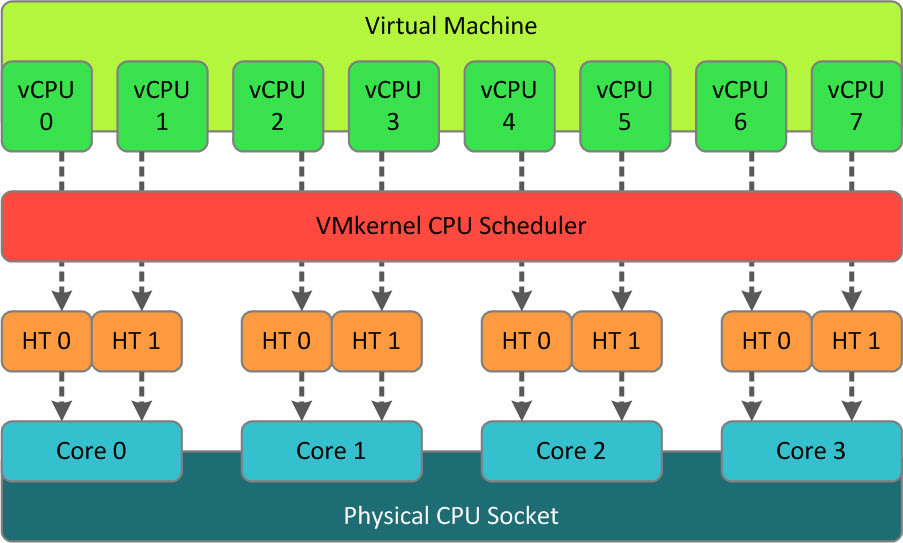 Virtual Machine
vCPU
0
vCPU
1
vCPU
2
vCPU
3
vCPU
4
vCPU
5
vCPU
6
vCPU
7
VMkernel CPU Scheduler
HT 0
HT 1
HT 0
HT 1
HT 0
HT 1
HT 0
HT 1
Core 0
Core 1
Core 2
Core 3
Physical CPU Socket